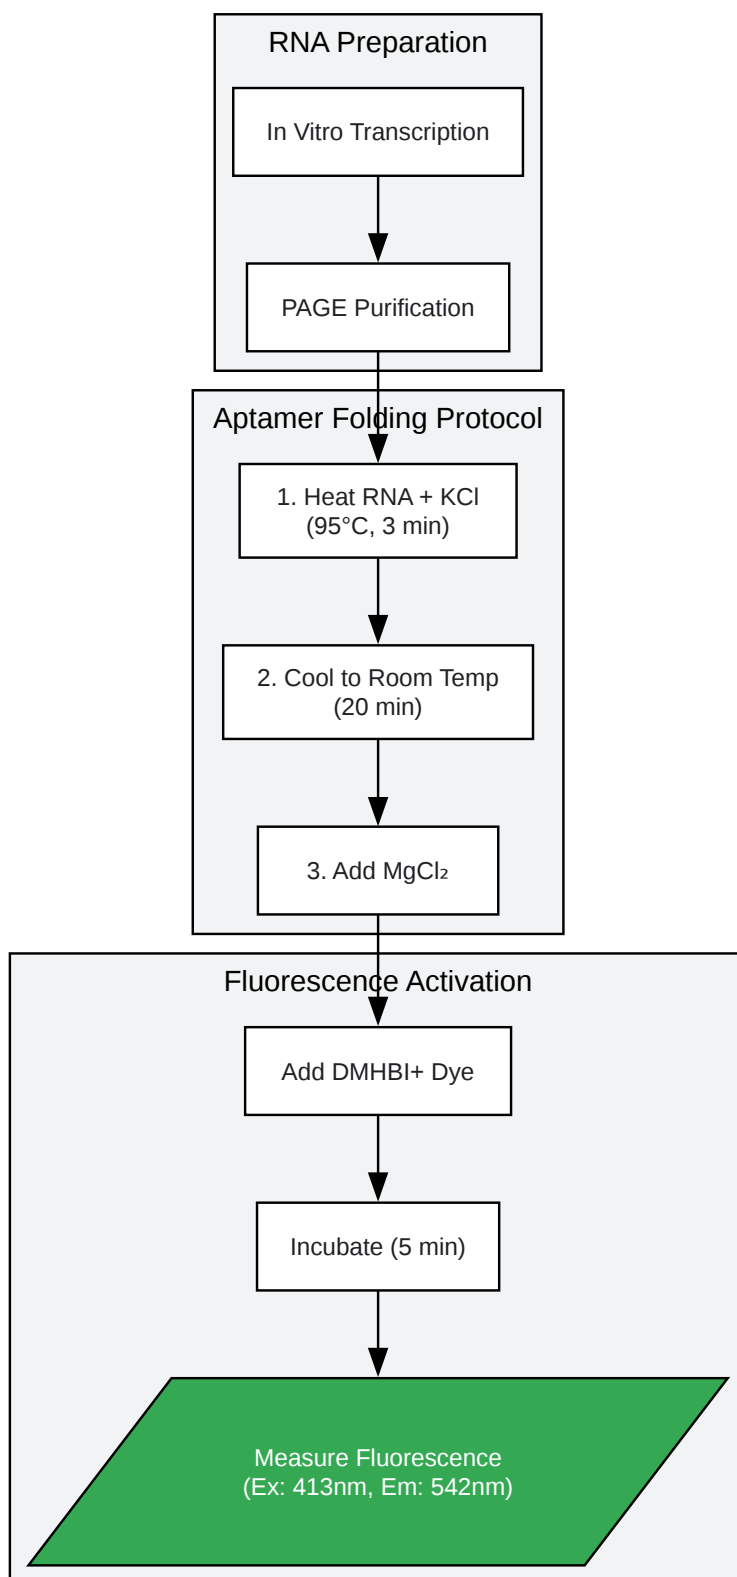 RNA Preparation
In Vitro Transcription
PAGE Purification
Aptamer Folding Protocol
1. Heat RNA + KCl
(95°C, 3 min)
2. Cool to Room Temp
(20 min)
3. Add MgCl₂
Fluorescence Activation
Add DMHBI+ Dye
Incubate (5 min)
Measure Fluorescence
(Ex: 413nm, Em: 542nm)